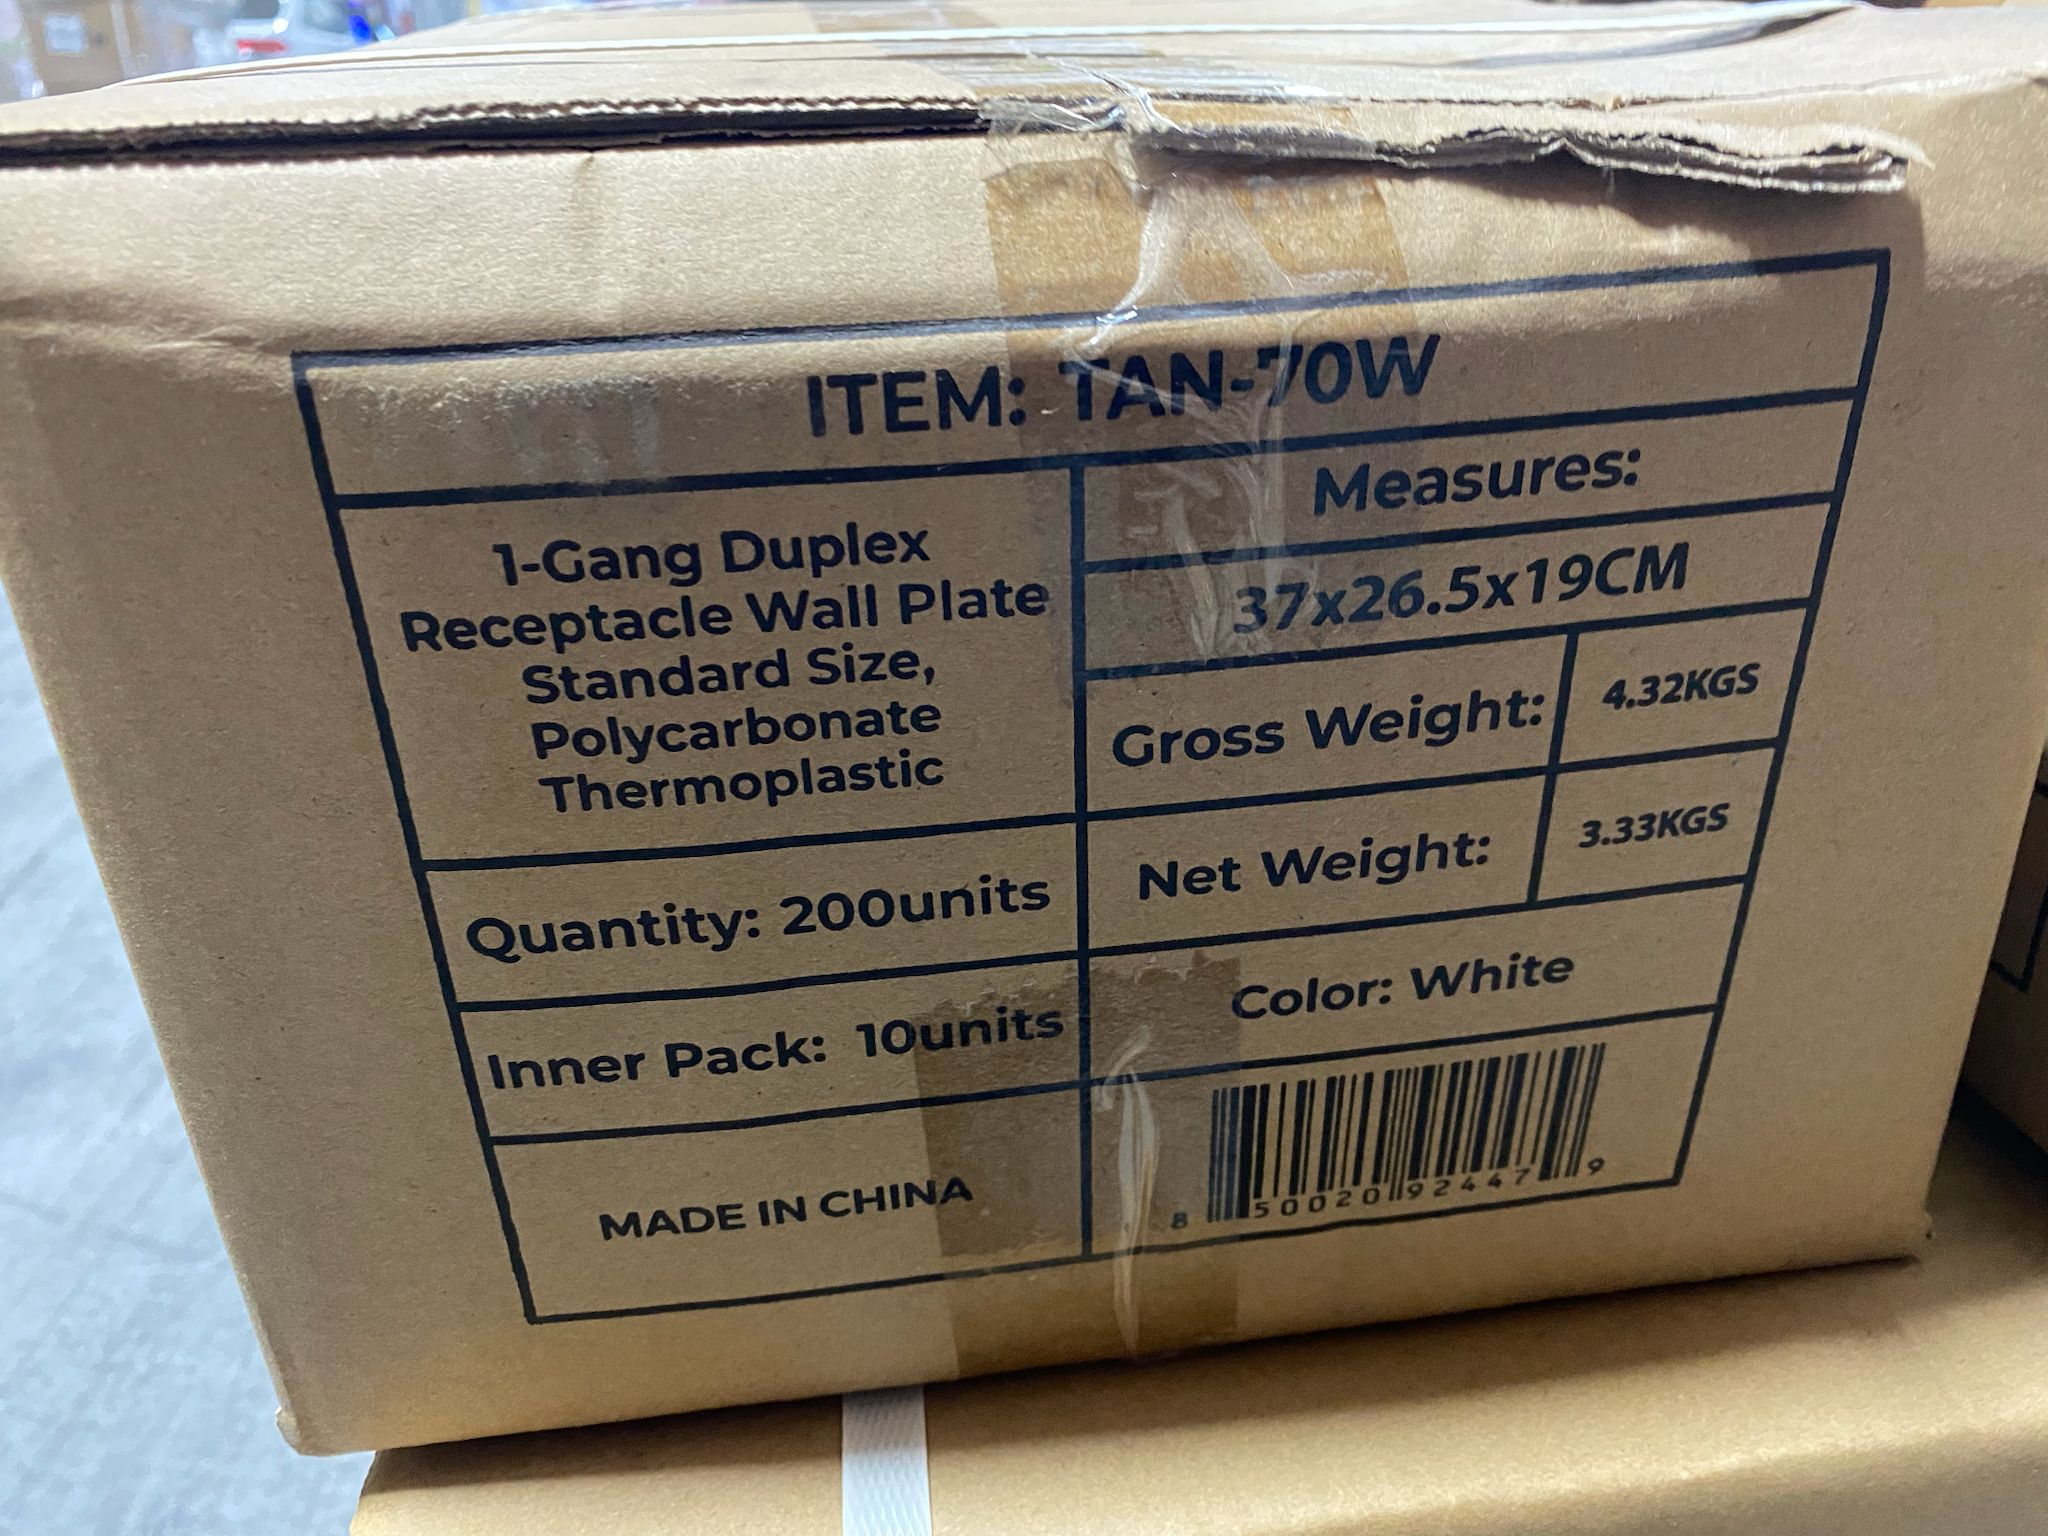 ITEM: TAN-70W
1-Gang Duplex
Receptacle Wall Plate
Standard Size,
Polycarbonate
Thermoplastic
Measures:
37x26.5x19CM
Gross Weight: 4.32KGS
Net Weight: 3.33KGS
Quantity: 200units
Color: White
Inner Pack: 10units
MADE IN CHINA
8 50020 92447 9